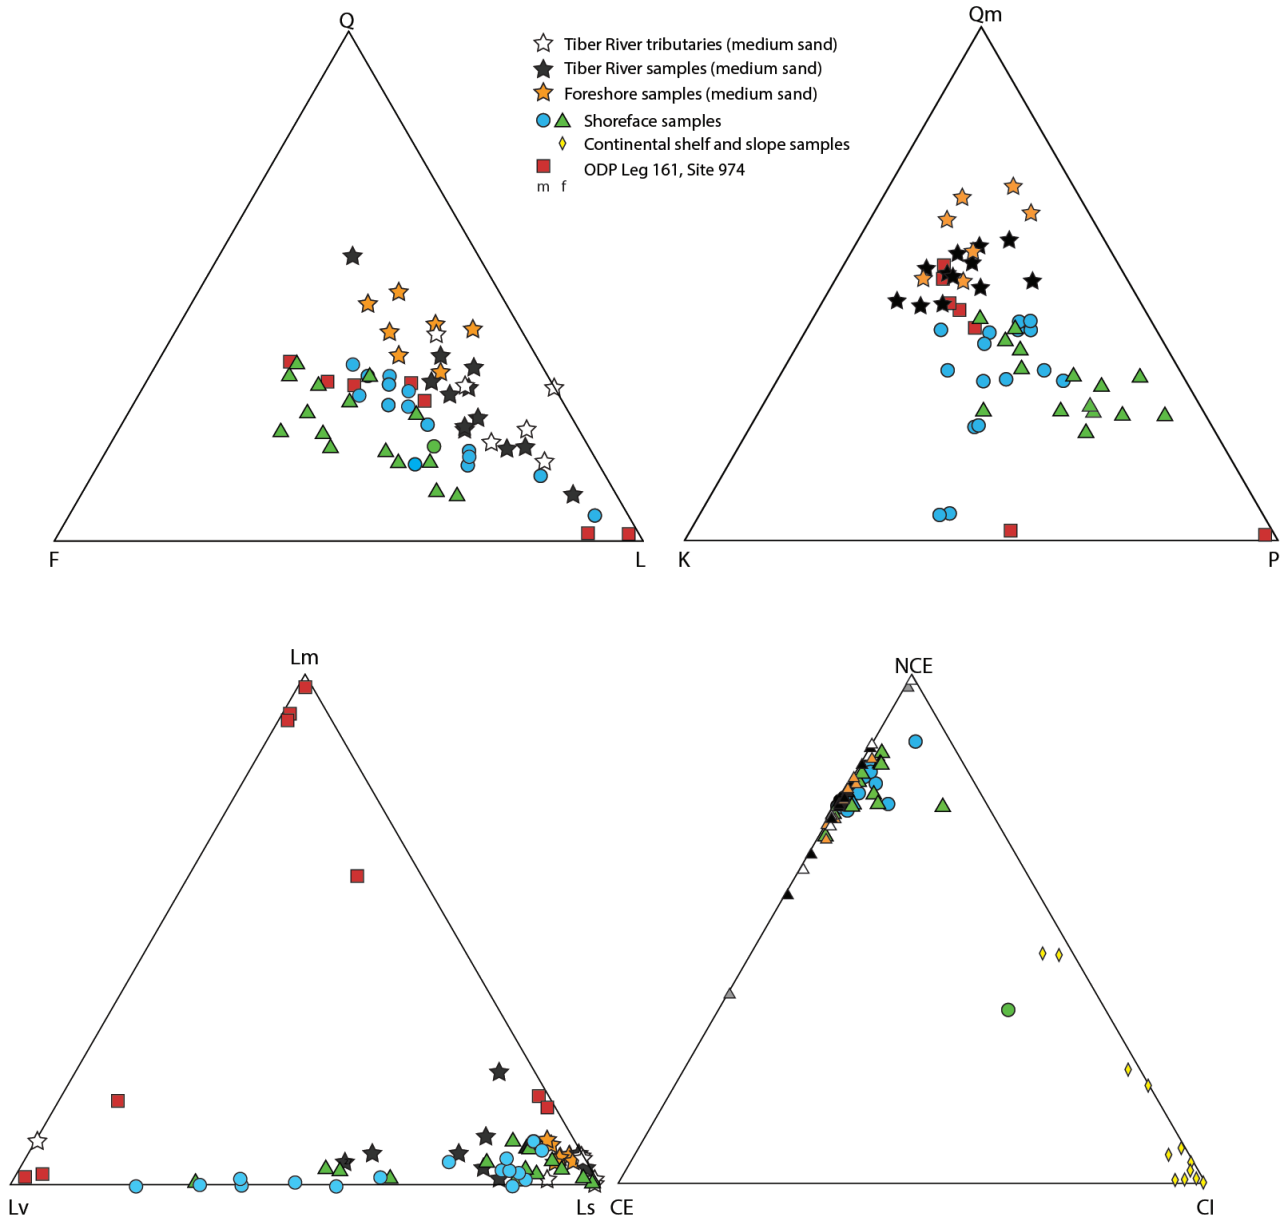 Q
Qm
Tiber River tributaries (medium sand)
Tiber River samples (medium sand)
Foreshore samples (medium sand)
Shoreface samples
Continental shelf and slope samples
ODP Leg 161, Site 974
m f
F L K P
Lm NCE
Lv Ls CE CI